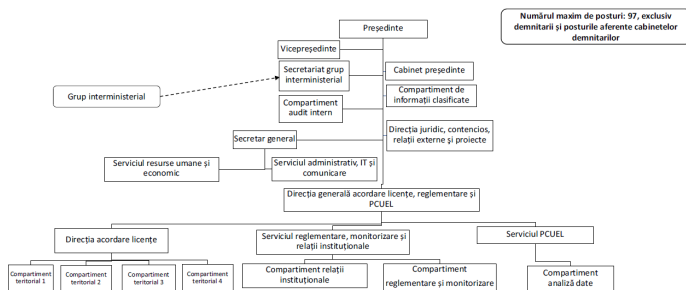 Președinte
Numărul maxim de posturi: 97, exclusiv
demnitarii și posturile aferente cabinetelor
demnitarilor
Vicepreședinte
Secretariat grup
interministerial
Cabinet președinte
Grup interministerial
Compartiment de
informații clasificate
Compartiment
audit intern
Direcția juridic, contencios,
relații externe şi proiecte
Secretar general
Serviciul resurse umane și
economic
Serviciul administrativ, IT și
comunicare
Direcția generală acordare licențe, reglementare și
PCUEL
Direcția acordare licențe
Serviciul reglementare, monitorizare și
relații instituționale
Serviciul PCUEL
Compartiment
teritorial 1
Compartiment
teritorial 2
Compartiment
teritorial 3
Compartiment
teritorial 4
Compartiment relații
instituționale
Compartiment
reglementare și monitorizare
Compartiment
analiză date